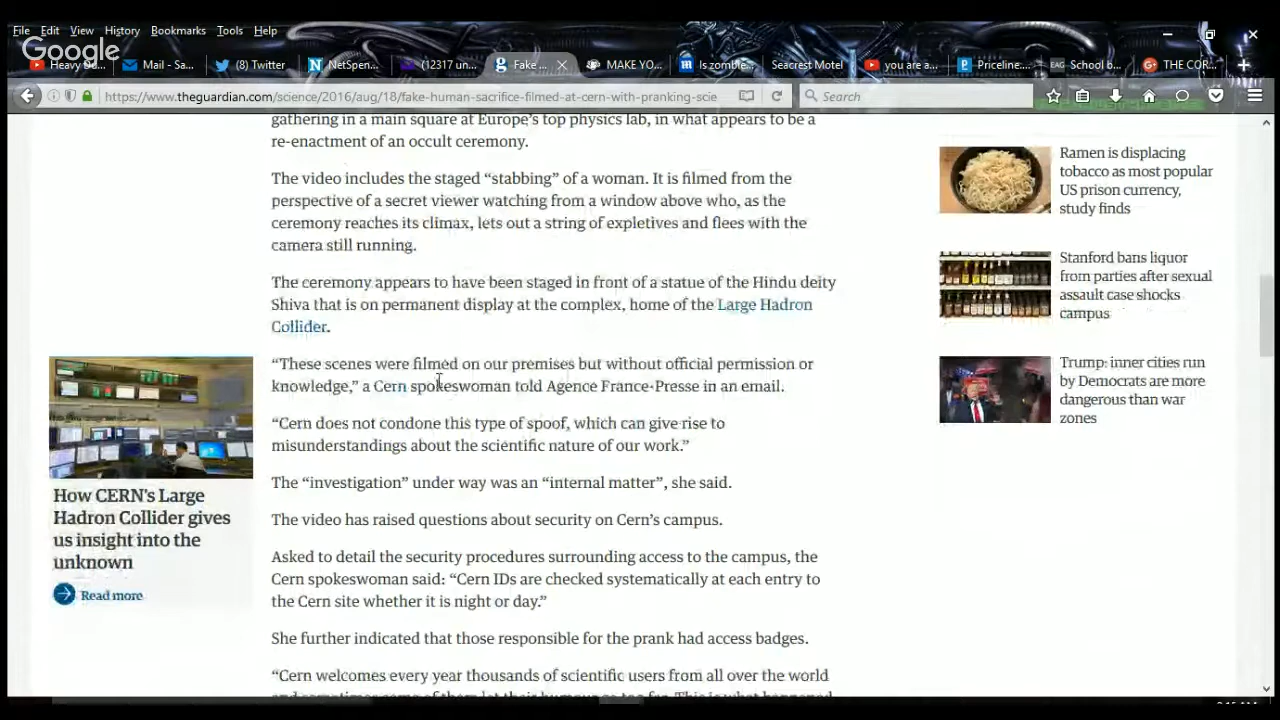 File Edit View History Bookmarks Tools Help
Google
Heavy Du... Mail - Sa... (8) Twitter NetSpen... (12317 un... Fake ... MAKE YO... Is zombie... Seacrest Motel you are a... Priceline.... School b... THE COR...
https://www.theguardian.com/science/2016/aug/18/fake-human-sacrifice-filmed-at-cern-with-pranking-scie Search
gathering in a main square at Europe's top physics lab, in what appears to be a
re-enactment of an occult ceremony.
The video includes the staged “stabbing” of a woman. It is filmed from the
perspective of a secret viewer watching from a window above who, as the
ceremony reaches its climax, lets out a string of expletives and flees with the
camera still running.
The ceremony appears to have been staged in front of a statue of the Hindu deity
Shiva that is on permanent display at the complex, home of the Large Hadron
Collider.
“These scenes were filmed on our premises but without official permission or
knowledge,” a Cern spokeswoman told Agence France-Presse in an email.
“Cern does not condone this type of spoof, which can give rise to
misunderstandings about the scientific nature of our work.”
The “investigation” under way was an “internal matter”, she said.
The video has raised questions about security on Cern’s campus.
Asked to detail the security procedures surrounding access to the campus, the
Cern spokeswoman said: “Cern IDs are checked systematically at each entry to
the Cern site whether it is night or day.”
She further indicated that those responsible for the prank had access badges.
“Cern welcomes every year thousands of scientific users from all over the world
How CERN’s Large
Hadron Collider gives
us insight into the
unknown
Read more
Ramen is displacing
tobacco as most popular
US prison currency,
study finds
Stanford bans liquor
from parties after sexual
assault case shocks
campus
Trump: inner cities run
by Democrats are more
dangerous than war
zones